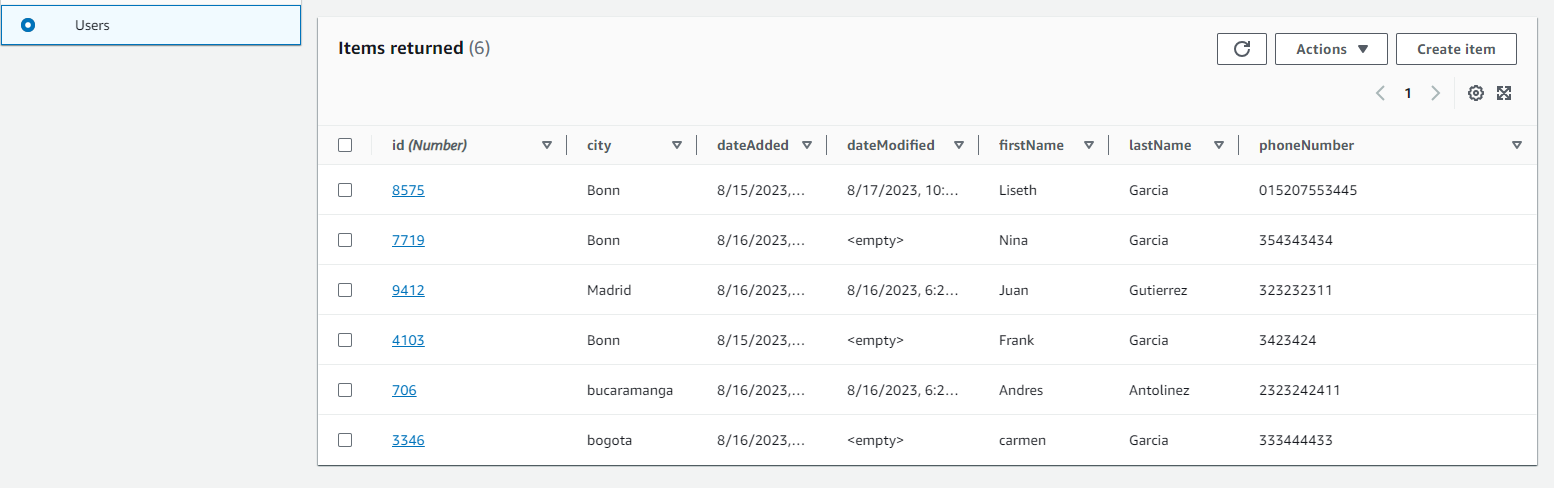 Users
Items returned (6)
Actions
Create item
1
id (Number) city dateAdded dateModified firstName lastName phoneNumber
8575 Bonn 8/15/2023,... 8/17/2023, 10:... Liseth Garcia 015207553445
7719 Bonn 8/16/2023,... <empty> Nina Garcia 354343434
9412 Madrid 8/16/2023,... 8/16/2023, 6:2... Juan Gutierrez 323232311
4103 Bonn 8/15/2023,... <empty> Frank Garcia 3423424
706 bucaramanga 8/16/2023,... 8/16/2023, 6:2... Andres Antolinez 2323242411
3346 bogota 8/16/2023,... <empty> carmen Garcia 333444433